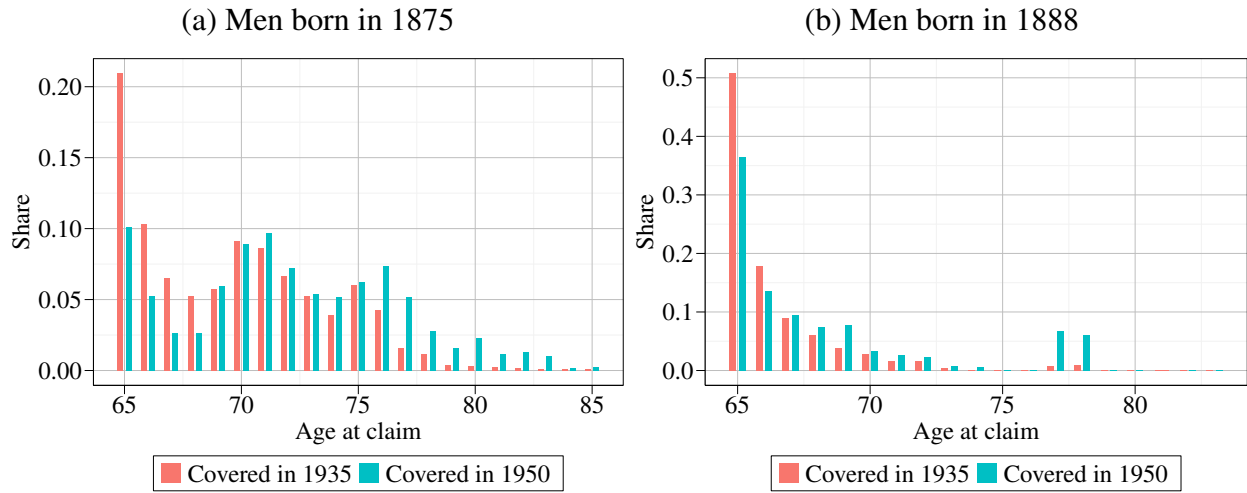 (a) Men born in 1875
0.20
0.15
0.10
0.05
0.00
Share
65 70 75 80 85
Age at claim
Covered in 1935 Covered in 1950
(b) Men born in 1888
0.5
0.4
0.3
0.2
0.1
0.0
Share
65 70 75 80
Age at claim
Covered in 1935 Covered in 1950